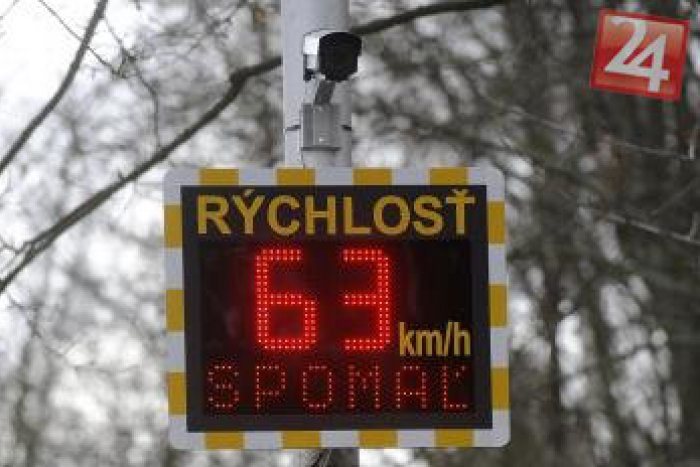 24
RÝCHLOSŤ
63 km/h
SPOMAĽ